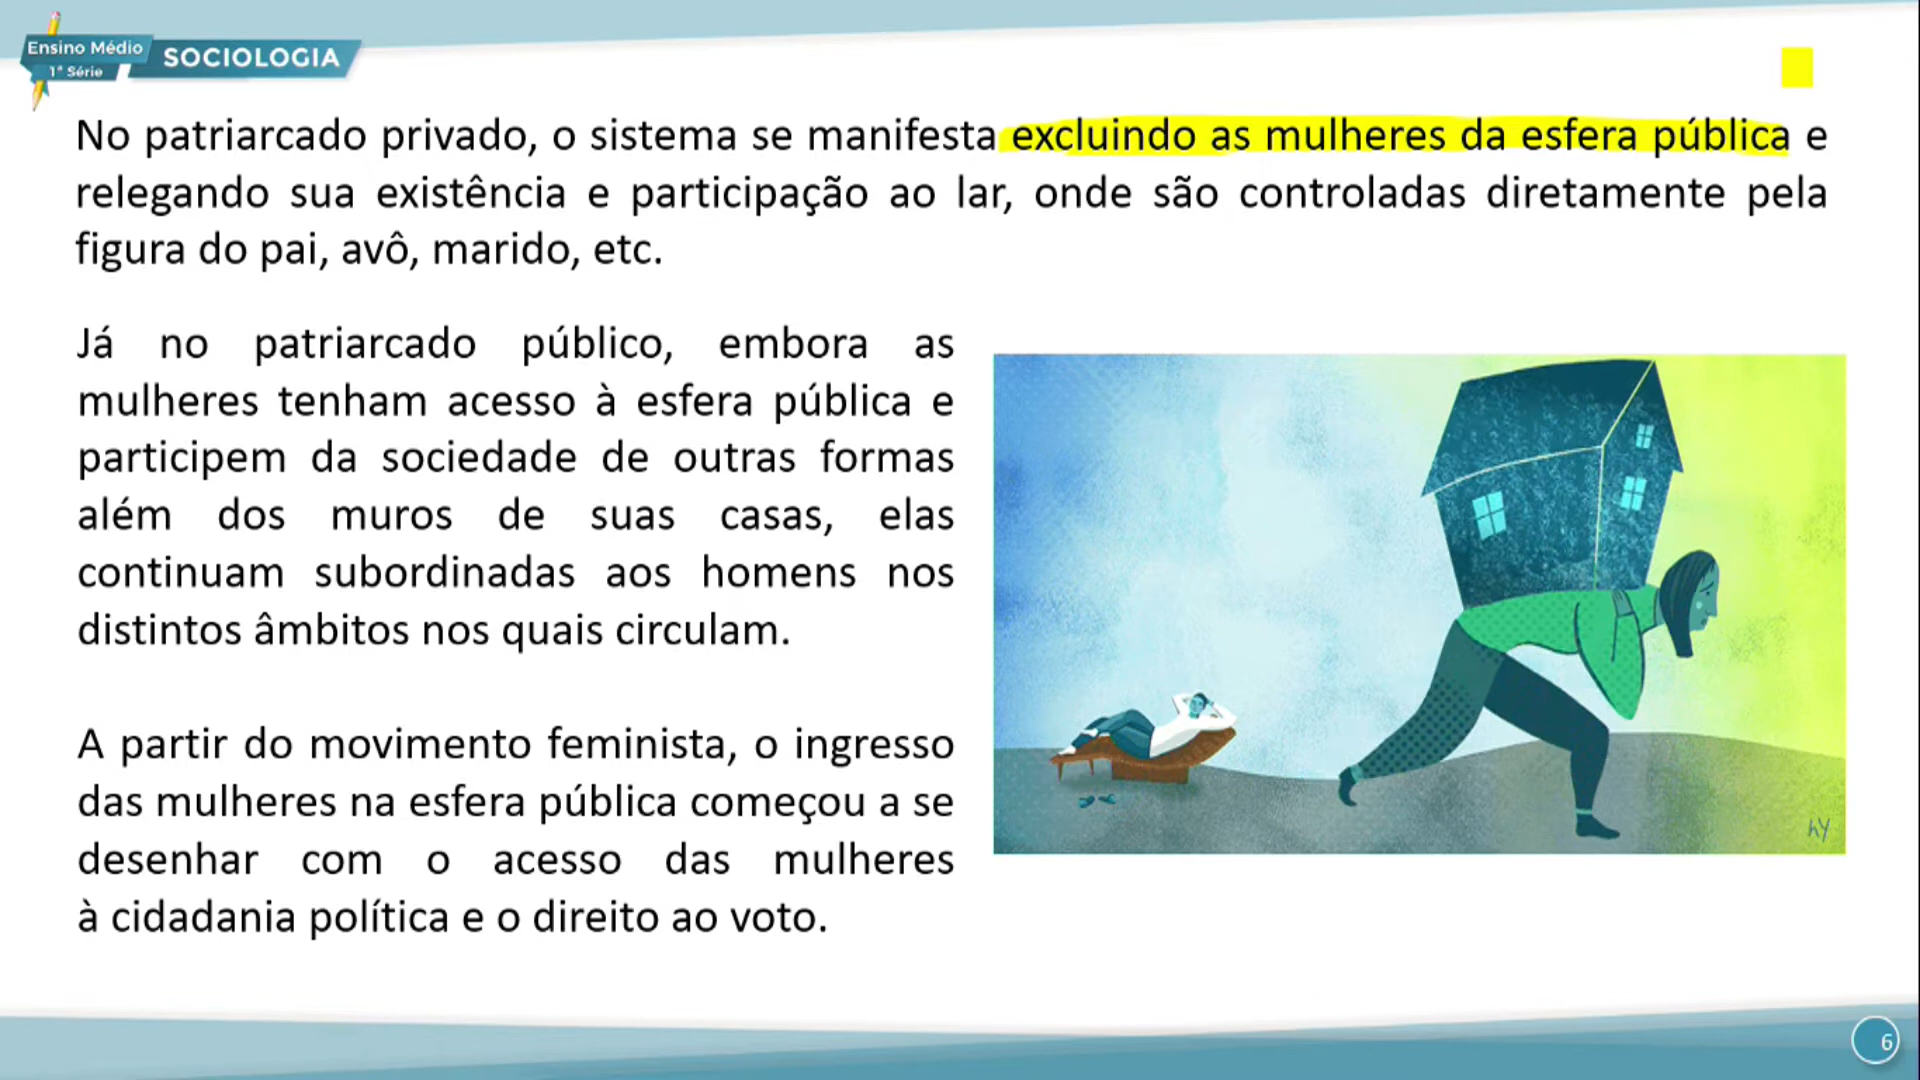 Ensino Médio
1ª Série
SOCIOLOGIA
No patriarcado privado, o sistema se manifesta excluindo as mulheres da esfera pública e
relegando sua existência e participação ao lar, onde são controladas diretamente pela
figura do pai, avô, marido, etc.
Já no patriarcado público, embora as
mulheres tenham acesso à esfera pública e
participem da sociedade de outras formas
além dos muros de suas casas, elas
continuam subordinadas aos homens nos
distintos âmbitos nos quais circulam.
A partir do movimento feminista, o ingresso
das mulheres na esfera pública começou a se
desenhar com o acesso das mulheres
à cidadania política e o direito ao voto.
hy
6